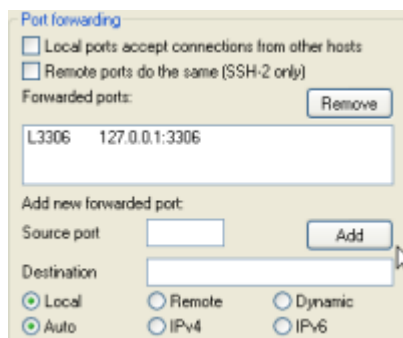 Port forwarding
Local ports accept connections from other hosts
Remote ports do the same (SSH-2 only)
Forwarded ports:
Remove
L3306 127.0.0.1:3306
Add new forwarded port:
Source port
Add
Destination
Local Remote Dynamic
Auto IPv4 IPv6